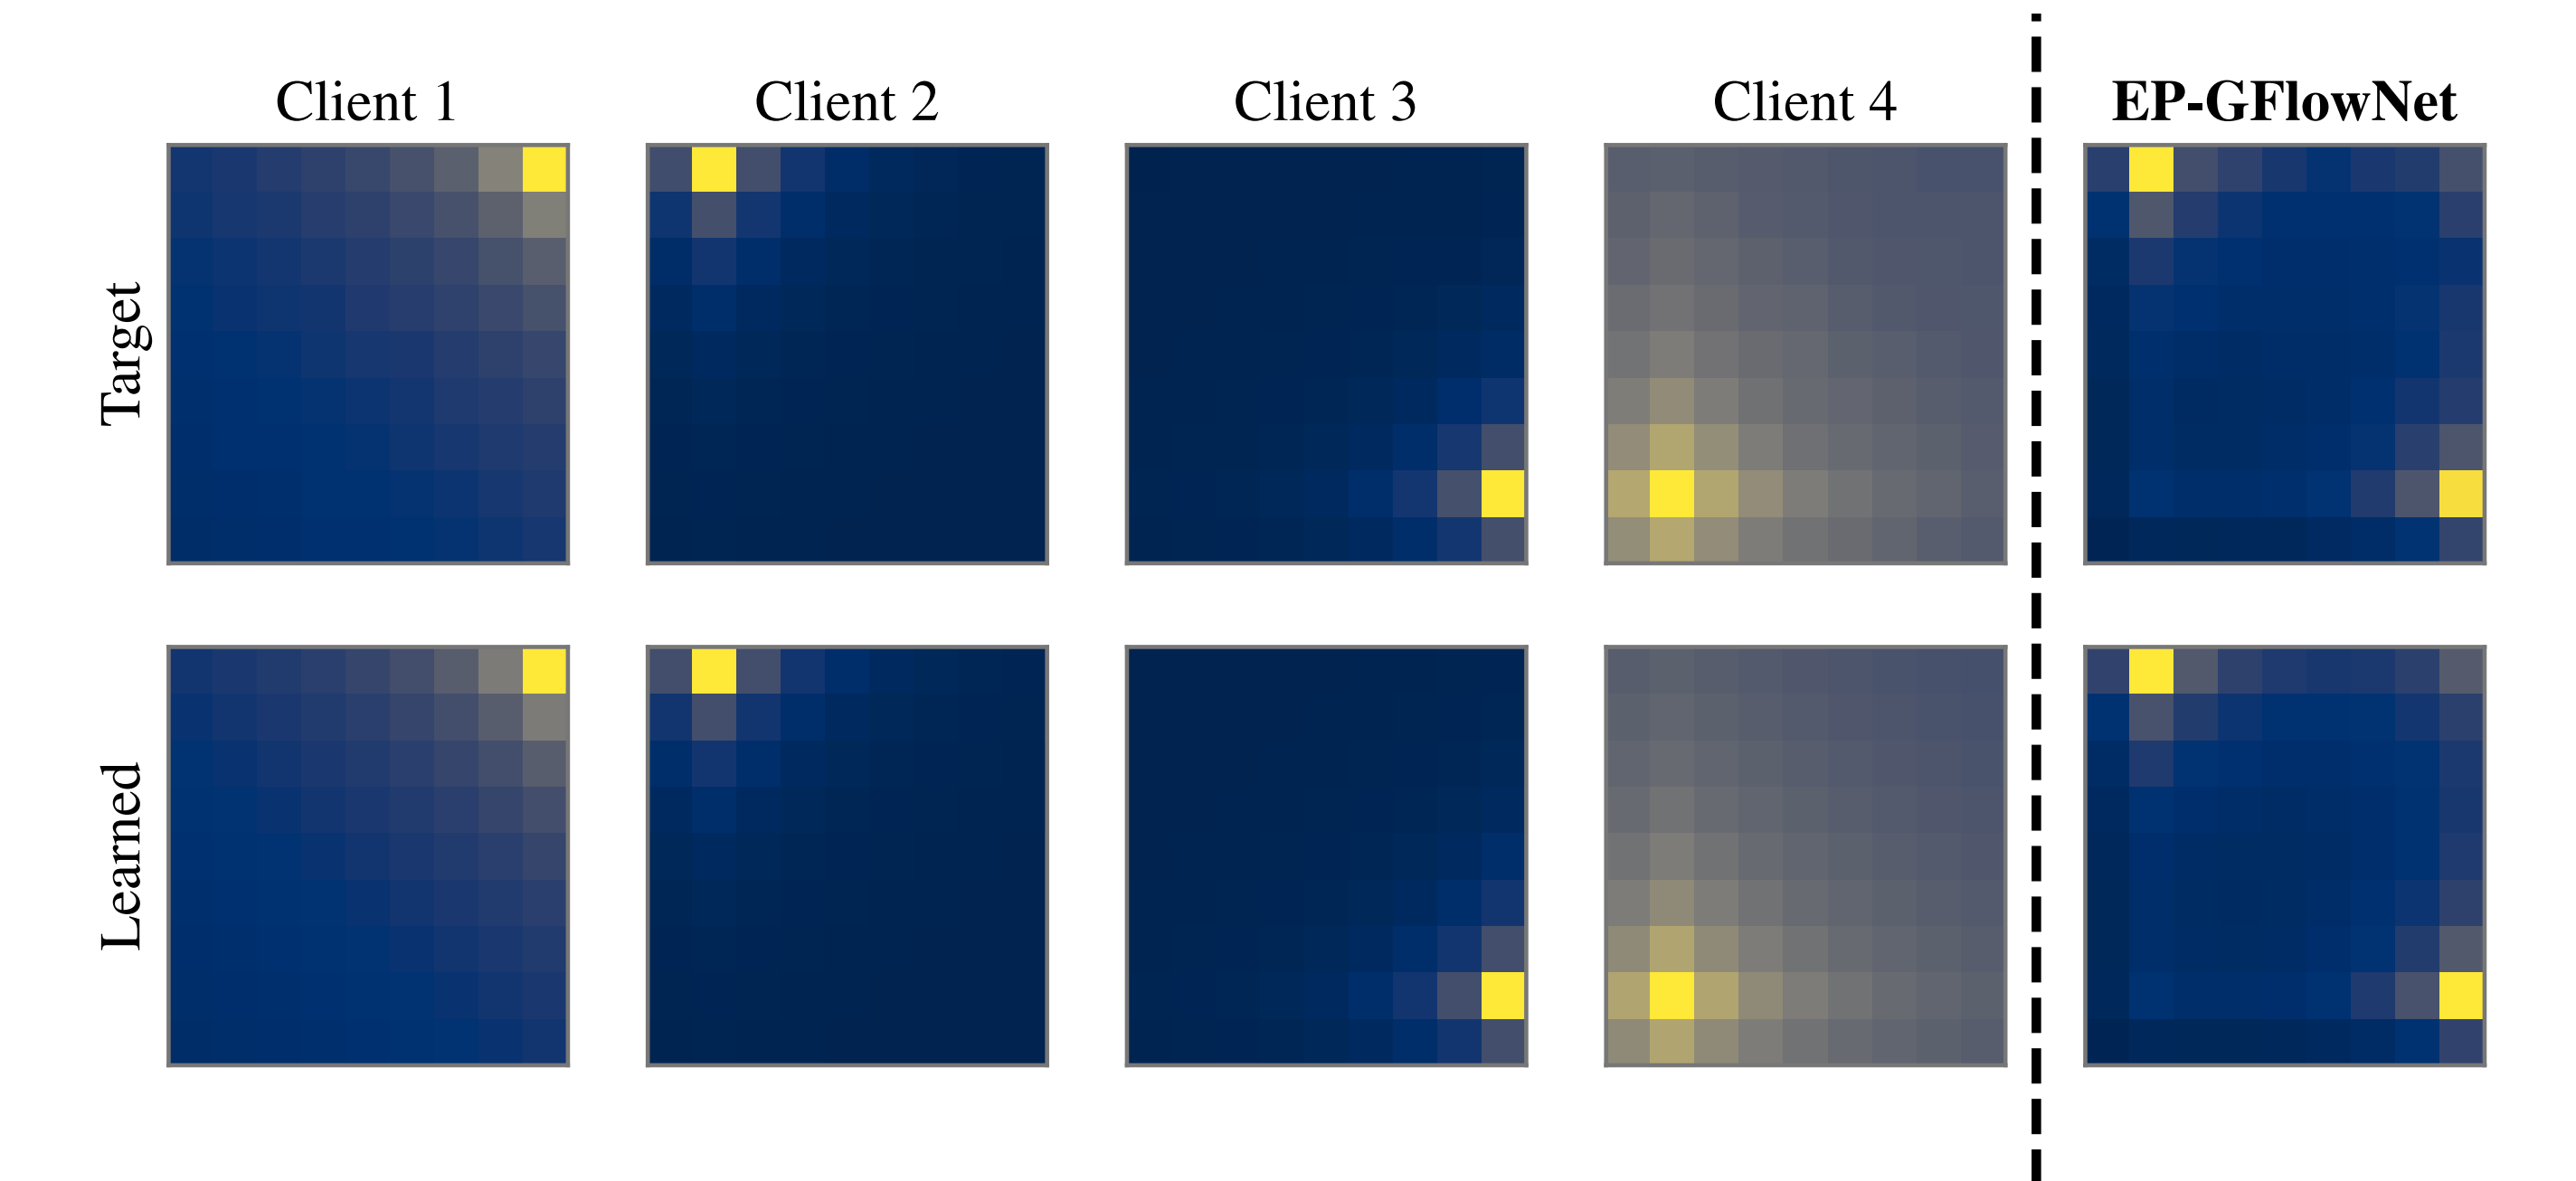 Client 1
Client 2
Client 3
Client 4
EP-GFlowNet
Target
Learned